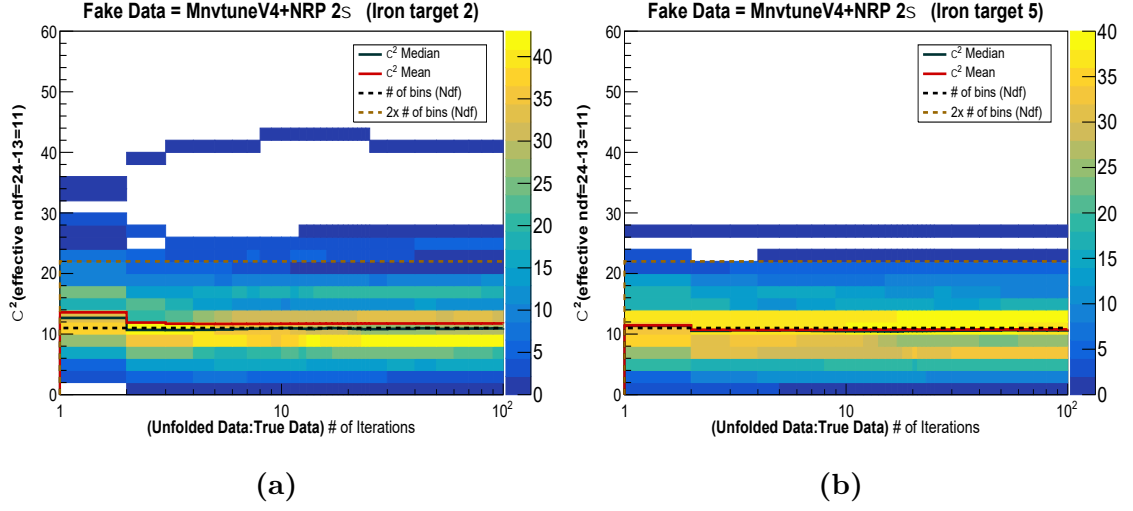 Fake Data = MnvtuneV4+NRP 2s (Iron target 2)
C²(effective ndf=24-13=11)
60
50
40
30
20
10
0
c² Median
c² Mean
# of bins (Ndf)
2x # of bins (Ndf)
40
35
30
25
20
15
10
5
0
1
10
10²
(Unfolded Data:True Data) # of Iterations
(a)
Fake Data = MnvtuneV4+NRP 2s (Iron target 5)
C²(effective ndf=24-13=11)
60
50
40
30
20
10
0
c² Median
c² Mean
# of bins (Ndf)
2x # of bins (Ndf)
40
35
30
25
20
15
10
5
0
1
10
10²
(Unfolded Data:True Data) # of Iterations
(b)